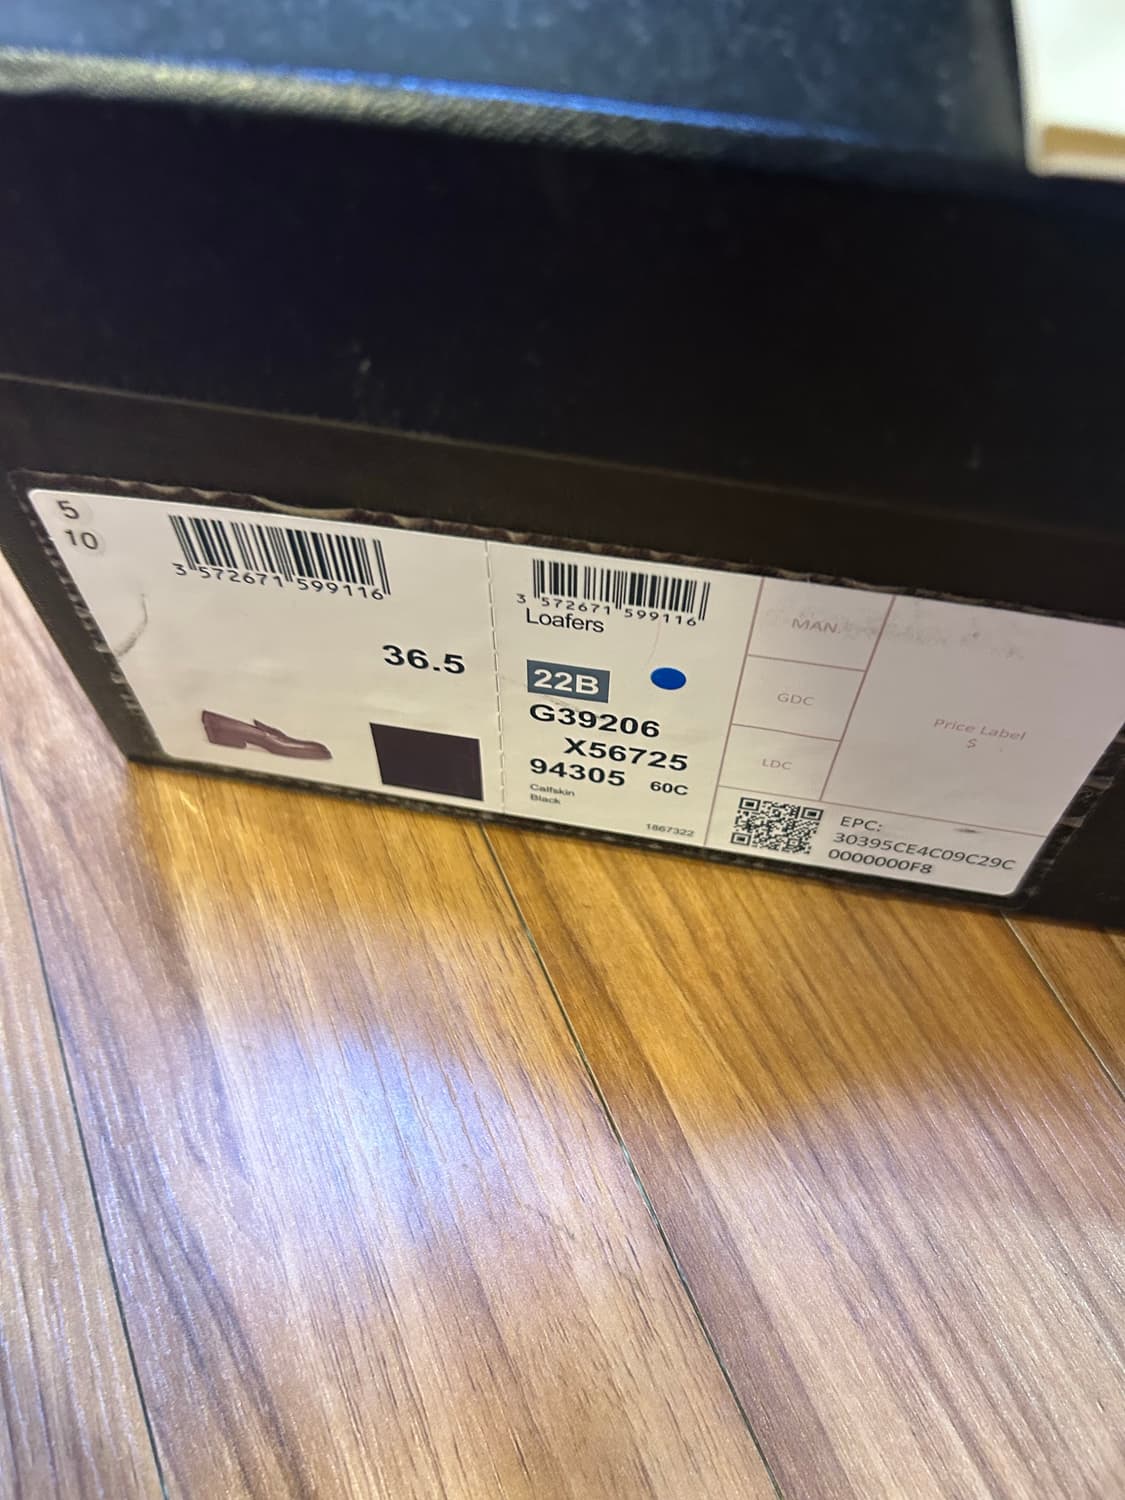 5
10
3 572671 599116
36.5
3 572671 599116
Loafers
22B
G39206
X56725
94305 60C
Calfskin
Black
1867322
MAN.
GDC
LDC
Price Label
$
EPC:
30395CE4C09C29C
0000000F8